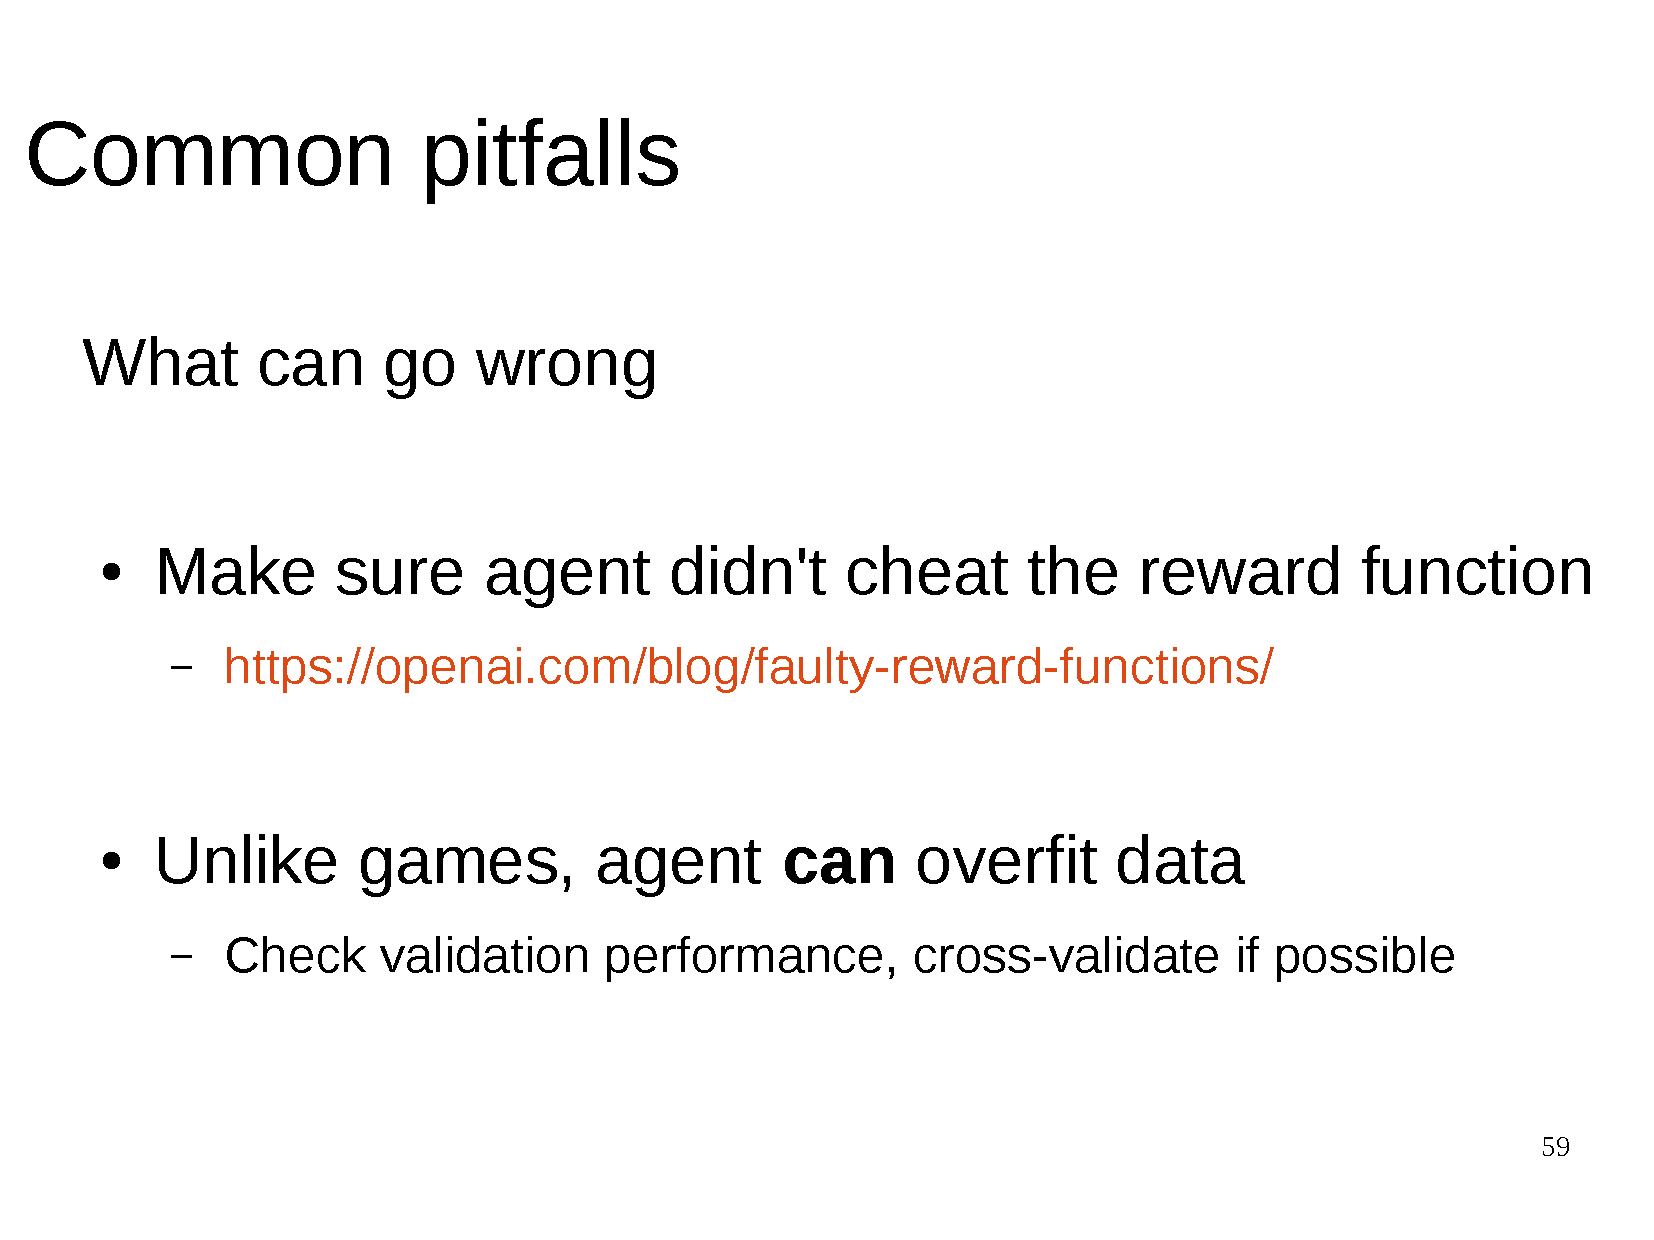 Common pitfalls
What can go wrong
• Make sure agent didn't cheat the reward function
– https://openai.com/blog/faulty-reward-functions/
• Unlike games, agent can overfit data
– Check validation performance, cross-validate if possible
59